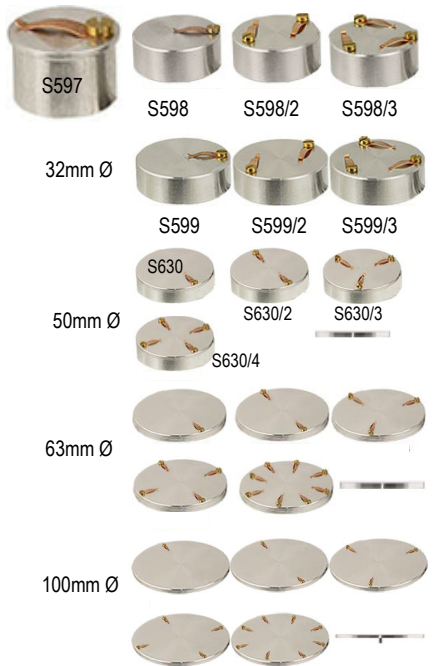 S597
S598
S598/2
S598/3
32mm Ø
S599
S599/2
S599/3
S630
S630/2
S630/3
50mm Ø
S630/4
63mm Ø
100mm Ø